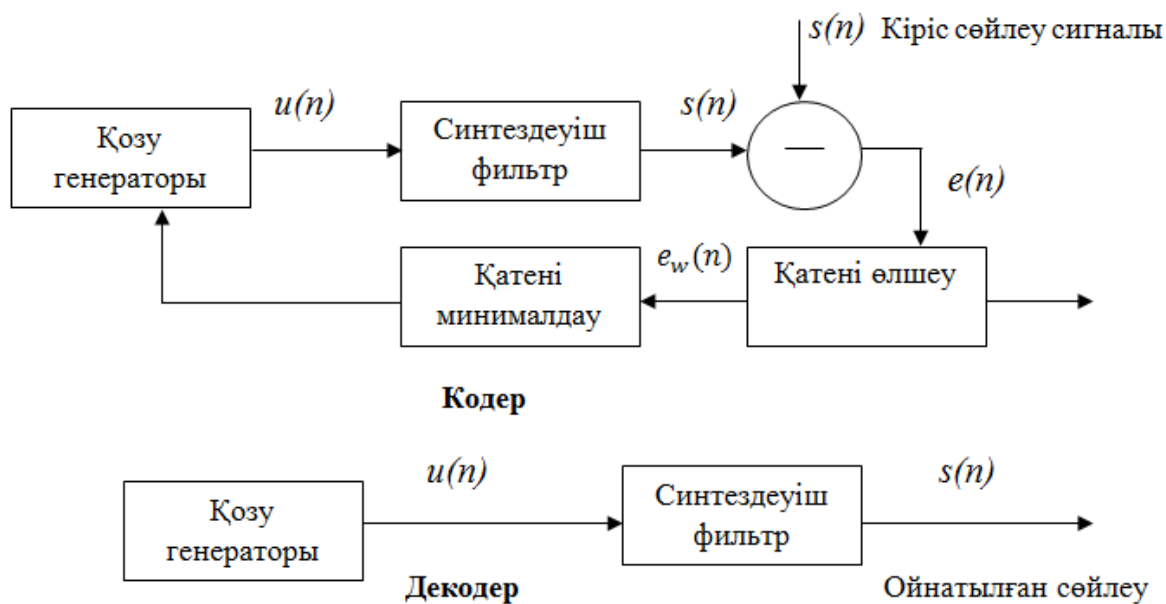 s(n) Кіріс сөйлеу сигналы
Қозу
генераторы
u(n)
Синтездеуіш
фильтр
s(n)
—
e(n)
Қатені өлшеу
e_w(n)
Қатені
минималдау
Кодер
Қозу
генераторы
u(n)
Синтездеуіш
фильтр
s(n)
Декодер
Ойнатылған сөйлеу